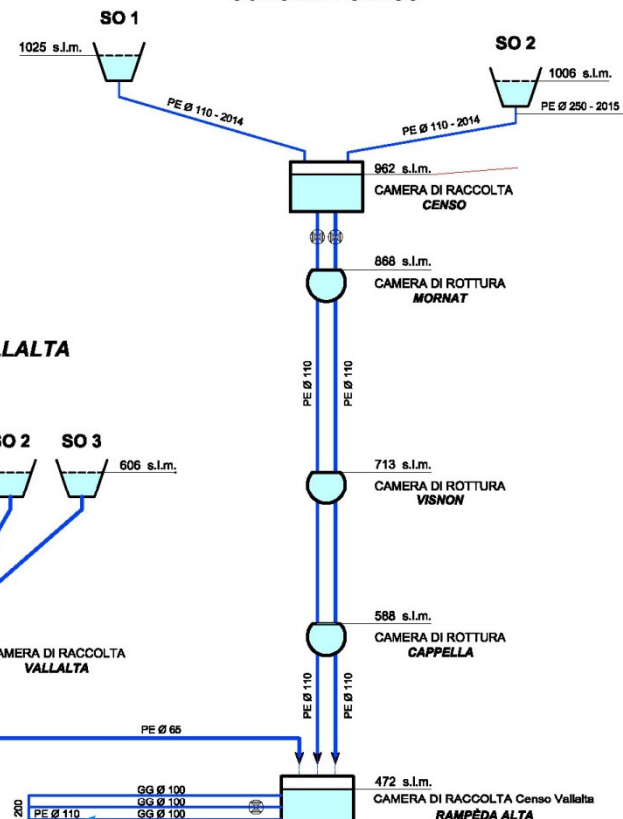 SO 1
1025 s.l.m.
SO 2
1006 s.l.m.
PE Ø 110 - 2014
PE Ø 110 - 2014
PE Ø 250 - 2015
962 s.l.m.
CAMERA DI RACCOLTA
CENSO
868 s.l.m.
CAMERA DI ROTTURA
MORNAT
LLALTA
PE Ø 110
PE Ø 110
SO 2
SO 3
606 s.l.m.
713 s.l.m.
CAMERA DI ROTTURA
VISNON
588 s.l.m.
CAMERA DI ROTTURA
CAPPELLA
AMERA DI RACCOLTA
VALLALTA
PE Ø 110
PE Ø 110
PE Ø 65
472 s.l.m.
CAMERA DI RACCOLTA Censo Vallalta
RAMPÈDA ALTA
GG Ø 100
GG Ø 100
GG Ø 100
200
PE Ø 110